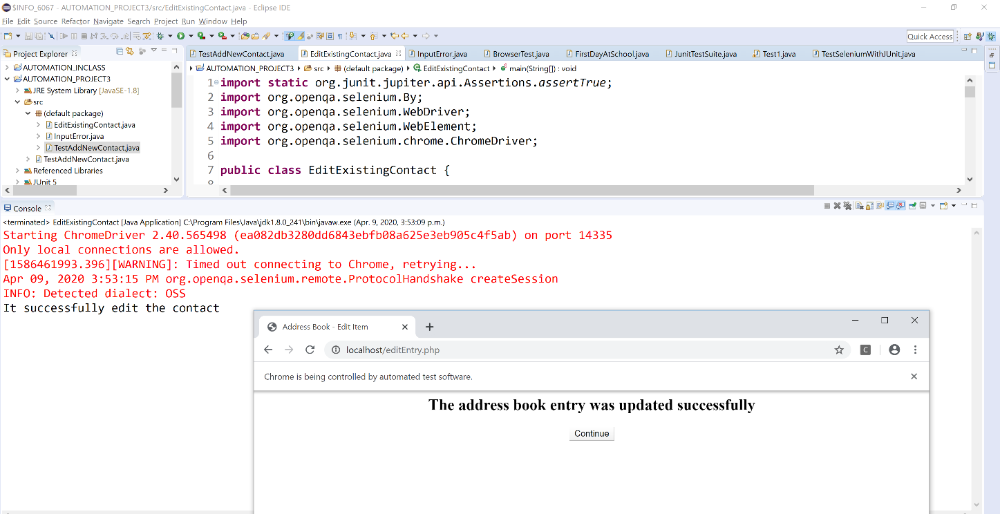 $INFO_6067 - AUTOMATION_PROJECT3/src/EditExistingContact.java - Eclipse IDE
File Edit Source Refactor Navigate Search Project Run Window Help
Quick Access
Project Explorer
TestAddNewContact.java EditExistingContact.java InputError.java BrowserTest.java FirstDayAtSchool.java JunitTestSuite.java Test1.java TestSeleniumWithJUnit.java
AUTOMATION_INCLASS
AUTOMATION_PROJECT3
JRE System Library [JavaSE-1.8]
src
(default package)
EditExistingContact.java
InputError.java
TestAddNewContact.java
TestAddNewContact.java
Referenced Libraries
JUnit 5
AUTOMATION_PROJECT3 src (default package) EditExistingContact main(String[]) : void
1 import static org.junit.jupiter.api.Assertions.assertTrue;
2 import org.openqa.selenium.By;
3 import org.openqa.selenium.WebDriver;
4 import org.openqa.selenium.WebElement;
5 import org.openqa.selenium.chrome.ChromeDriver;
6
7 public class EditExistingContact {
Console
<terminated> EditExistingContact [Java Application] C:\Program Files\Java\jdk1.8.0_241\bin\javaw.exe (Apr. 9, 2020, 3:53:09 p.m.)
Starting ChromeDriver 2.40.565498 (ea082db3280dd6843ebfb08a625e3eb905c4f5ab) on port 14335
Only local connections are allowed.
[1586461993.396][WARNING]: Timed out connecting to Chrome, retrying...
Apr 09, 2020 3:53:15 PM org.openqa.selenium.remote.ProtocolHandshake createSession
INFO: Detected dialect: OSS
It successfully edit the contact
Address Book - Edit Item
localhost/editEntry.php
C
Chrome is being controlled by automated test software.
The address book entry was updated successfully
Continue